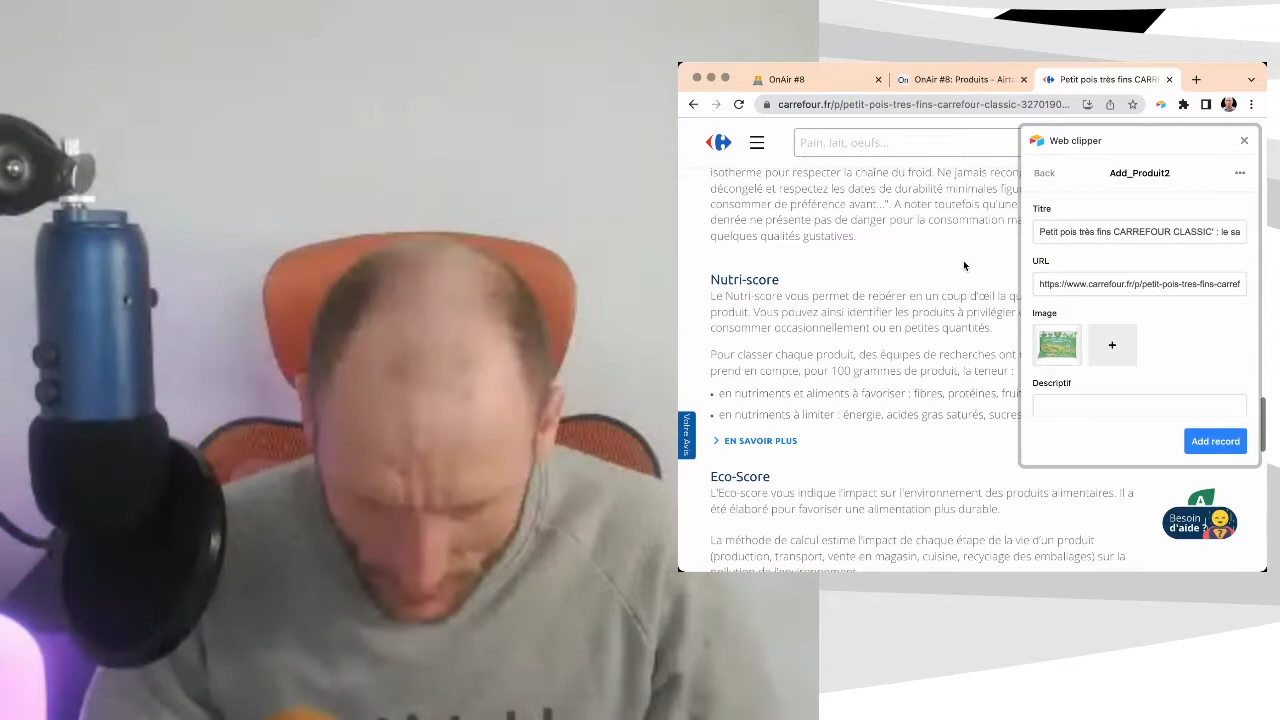 OnAir #8
OnAir #8: Produits - Airt
Petit pois très fins CARR
carrefour.fr/p/petit-pois-tres-fins-carrefour-classic-3270190...
Pain, lait, oeufs...
isotherme pour respecter la chaîne du froid. Ne jamais recon
décongelé et respectez les dates de durabilité minimales figu
consommer de préférence avant...". A noter toutefois qu'une
denrée ne présente pas de danger pour la consommation ma
quelques qualités gustatives.
Nutri-score
Le Nutri-score vous permet de repérer en un coup d'œil la qu
produit. Vous pouvez ainsi identifier les produits à privilégier
consommer occasionnellement ou en petites quantités.
Pour classer chaque produit, des équipes de recherches ont
prend en compte, pour 100 grammes de produit, la teneur :
• en nutriments et aliments à favoriser : fibres, protéines, fruit
• en nutriments à limiter : énergie, acides gras saturés, sucres
EN SAVOIR PLUS
Eco-Score
L'Eco-score vous indique l'impact sur l'environnement des produits alimentaires. Il a
été élaboré pour favoriser une alimentation plus durable.
La méthode de calcul estime l'impact de chaque étape de la vie d'un produit
(production, transport, vente en magasin, cuisine, recyclage des emballages) sur la
pollution de l'environnement
Votre Avis
Web clipper
Back
Add_Produit2
Titre
Petit pois très fins CARREFOUR CLASSIC' : le sa
URL
https://www.carrefour.fr/p/petit-pois-tres-fins-carref
Image
+
Descriptif
Add record
A
Besoin
d'aide ?